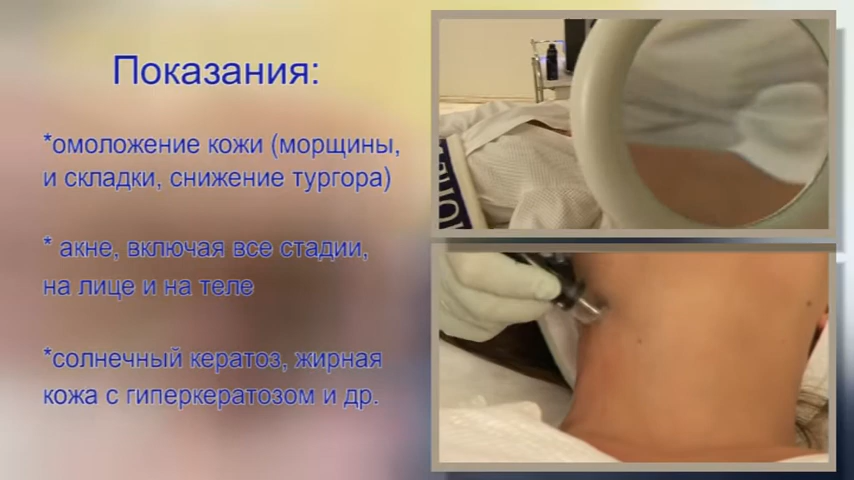 Показания:
*омоложение кожи (морщины,
и складки, снижение тургора)
* акне, включая все стадии,
на лице и на теле
*солнечный кератоз, жирная
кожа с гиперкератозом и др.